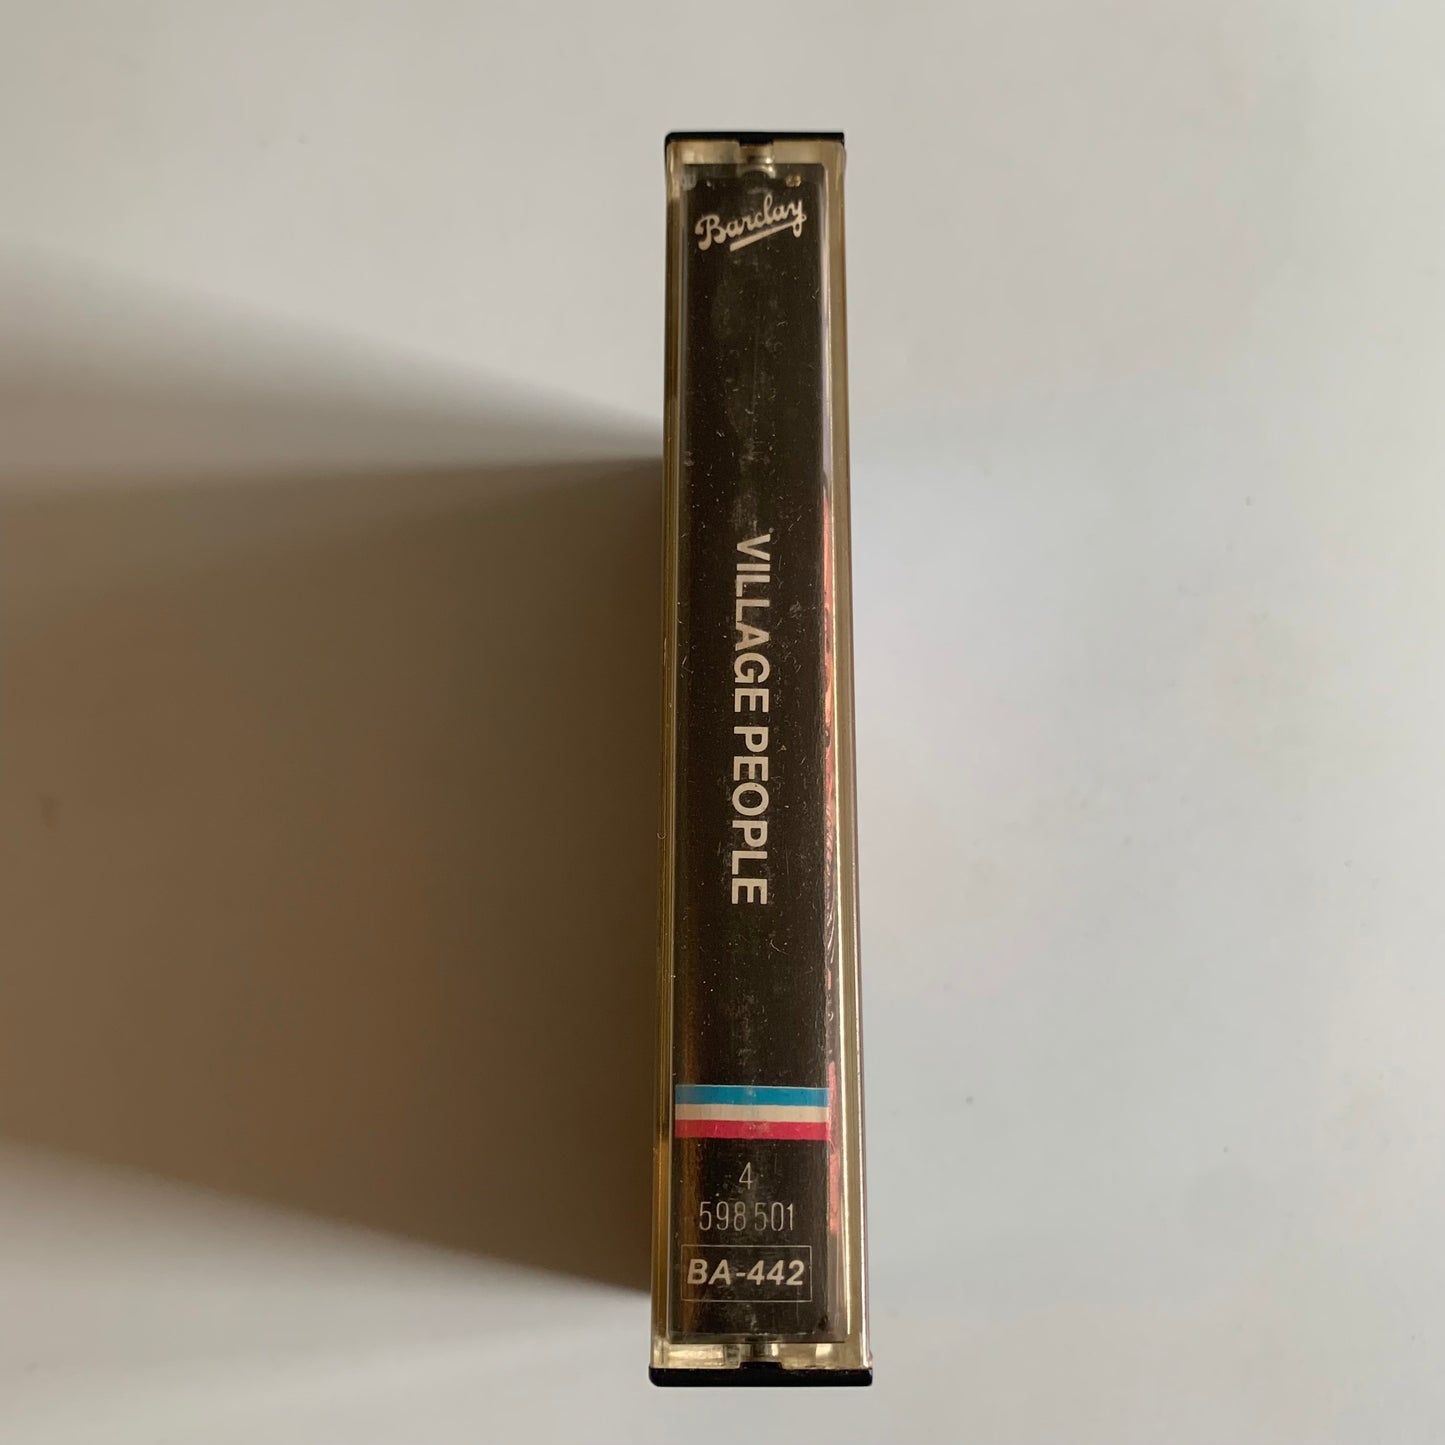 Barclay
VILLAGE PEOPLE
4
598 501
BA-442